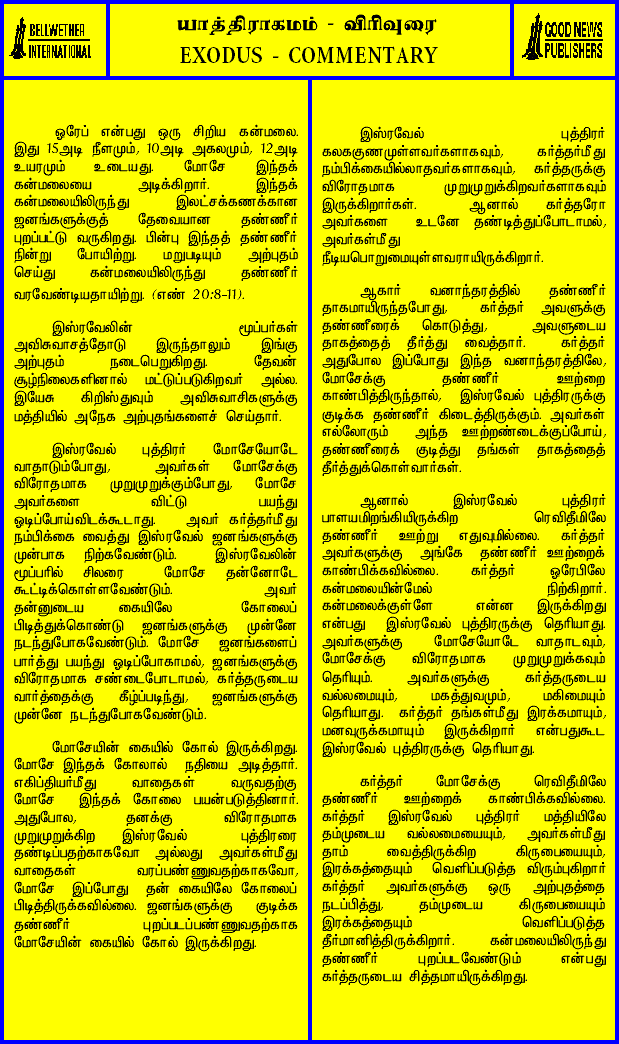 BELLWETHER
INTERNATIONAL
யாத்திராகமம் - விரிவுரை
EXODUS - COMMENTARY
GOOD NEWS
PUBLISHERS
ஓரேப் என்பது ஒரு சிறிய கன்மலை.
இது 15அடி நீளமும், 10அடி அகலமும், 12அடி
உயரமும் உடையது. மோசே இந்தக்
கன்மலையை அடிக்கிறார். இந்தக்
கன்மலையிலிருந்து இலட்சக்கணக்கான
ஜனங்களுக்குத் தேவையான தண்ணீர்
புறப்பட்டு வருகிறது. பின்பு இந்தத் தண்ணீர்
நின்று போயிற்று. மறுபடியும் அற்புதம்
செய்து கன்மலையிலிருந்து தண்ணீர்
வரவேண்டியதாயிற்று. (எண் 20:8-11).
இஸ்ரவேலின் மூப்பர்கள்
அவிசுவாசத்தோடு இருந்தாலும் இங்கு
அற்புதம் நடைபெறுகிறது. தேவன்
சூழ்நிலைகளினால் மட்டுப்படுகிறவர் அல்ல.
இயேசு கிறிஸ்துவும் அவிசுவாசிகளுக்கு
மத்தியில் அநேக அற்புதங்களைச் செய்தார்.
இஸ்ரவேல் புத்திரர் மோசேயோடே
வாதாடும்போது, அவர்கள் மோசேக்கு
விரோதமாக முறுமுறுக்கும்போது, மோசே
அவர்களை விட்டு பயந்து
ஓடிப்போய்விடக்கூடாது. அவர் கர்த்தர்மீது
நம்பிக்கை வைத்து இஸ்ரவேல் ஜனங்களுக்கு
முன்பாக நிற்கவேண்டும். இஸ்ரவேலின்
மூப்பரில் சிலரை மோசே தன்னோடே
கூட்டிக்கொள்ளவேண்டும். அவர்
தன்னுடைய கையிலே கோலைப்
பிடித்துக்கொண்டு ஜனங்களுக்கு முன்னே
நடந்துபோகவேண்டும். மோசே ஜனங்களைப்
பார்த்து பயந்து ஓடிப்போகாமல், ஜனங்களுக்கு
விரோதமாக சண்டைபோடாமல், கர்த்தருடைய
வார்த்தைக்கு கீழ்ப்படிந்து, ஜனங்களுக்கு
முன்னே நடந்துபோகவேண்டும்.
மோசேயின் கையில் கோல் இருக்கிறது.
மோசே இந்தக் கோலால் நதியை அடித்தார்.
எகிப்தியர்மீது வாதைகள் வருவதற்கு
மோசே இந்தக் கோலை பயன்படுத்தினார்.
அதுபோல, தனக்கு விரோதமாக
முறுமுறுக்கிற இஸ்ரவேல் புத்திரரை
தண்டிப்பதற்காகவோ அல்லது அவர்கள்மீது
வாதைகள் வரப்பண்ணுவதற்காகவோ,
மோசே இப்போது தன் கையிலே கோலைப்
பிடித்திருக்கவில்லை. ஜனங்களுக்கு குடிக்க
தண்ணீர் புறப்படப்பண்ணுவதற்காக
மோசேயின் கையில் கோல் இருக்கிறது.
இஸ்ரவேல் புத்திரர்
கலககுணமுள்ளவர்களாகவும், கர்த்தர்மீது
நம்பிக்கையில்லாதவர்களாகவும், கர்த்தருக்கு
விரோதமாக முறுமுறுக்கிறவர்களாகவும்
இருக்கிறார்கள். ஆனால் கர்த்தரோ
அவர்களை உடனே தண்டித்துப்போடாமல்,
அவர்கள்மீது
நீடியபொறுமையுள்ளவராயிருக்கிறார்.
ஆகார் வனாந்தரத்தில் தண்ணீர்
தாகமாயிருந்தபோது, கர்த்தர் அவளுக்கு
தண்ணீரைக் கொடுத்து, அவளுடைய
தாகத்தைத் தீர்த்து வைத்தார். கர்த்தர்
அதுபோல இப்போது இந்த வனாந்தரத்திலே,
மோசேக்கு தண்ணீர் ஊற்றை
காண்பித்திருந்தால், இஸ்ரவேல் புத்திரருக்கு
குடிக்க தண்ணீர் கிடைத்திருக்கும். அவர்கள்
எல்லோரும் அந்த ஊற்றண்டைக்குப்போய்,
தண்ணீரைக் குடித்து தங்கள் தாகத்தைத்
தீர்த்துக்கொள்வார்கள்.
ஆனால் இஸ்ரவேல் புத்திரர்
பாளயமிறங்கியிருக்கிற ரெவிதீமிலே
தண்ணீர் ஊற்று எதுவுமில்லை. கர்த்தர்
அவர்களுக்கு அங்கே தண்ணீர் ஊற்றைக்
காண்பிக்கவில்லை. கர்த்தர் ஓரேபிலே
கன்மலையின்மேல் நிற்கிறார்.
கன்மலைக்குள்ளே என்ன இருக்கிறது
என்பது இஸ்ரவேல் புத்திரருக்கு தெரியாது.
அவர்களுக்கு மோசேயோடே வாதாடவும்,
மோசேக்கு விரோதமாக முறுமுறுக்கவும்
தெரியும். அவர்களுக்கு கர்த்தருடைய
வல்லமையும், மகத்துவமும், மகிமையும்
தெரியாது. கர்த்தர் தங்கள்மீது இரக்கமாயும்,
மனவுருக்கமாயும் இருக்கிறார் என்பதுகூட
இஸ்ரவேல் புத்திரருக்கு தெரியாது.
கர்த்தர் மோசேக்கு ரெவிதீமிலே
தண்ணீர் ஊற்றைக் காண்பிக்கவில்லை.
கர்த்தர் இஸ்ரவேல் புத்திரர் மத்தியிலே
தம்முடைய வல்லமையையும், அவர்கள்மீது
தாம் வைத்திருக்கிற கிருபையையும்,
இரக்கத்தையும் வெளிப்படுத்த விரும்புகிறார்
கர்த்தர் அவர்களுக்கு ஒரு அற்புதத்தை
நடப்பித்து, தம்முடைய கிருபையையும்
இரக்கத்தையும் வெளிப்படுத்த
தீர்மானித்திருக்கிறார். கன்மலையிலிருந்து
தண்ணீர் புறப்படவேண்டும் என்பது
கர்த்தருடைய சித்தமாயிருக்கிறது.